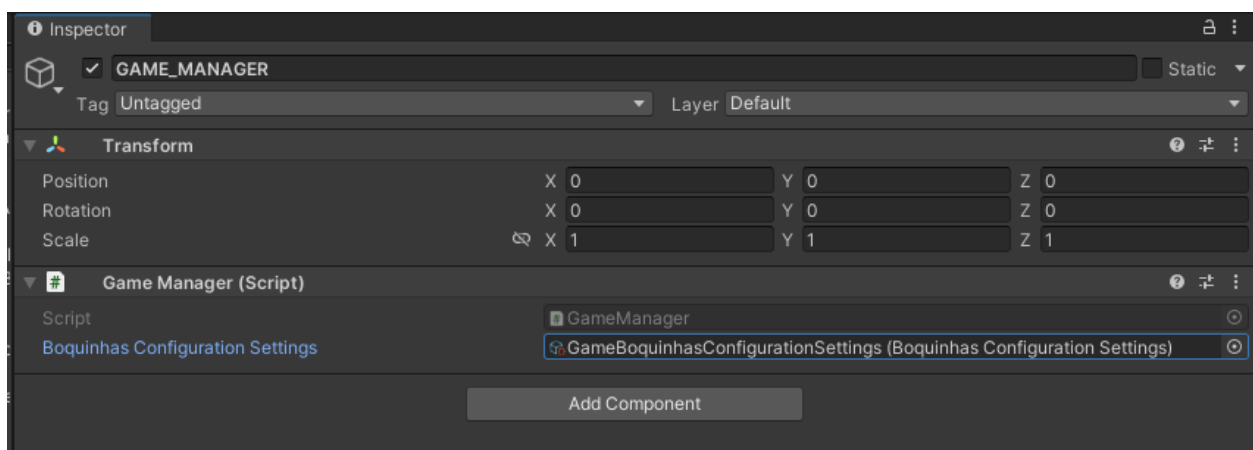 Inspector
GAME_MANAGER Static
Tag Untagged Layer Default
Transform
Position X 0 Y 0 Z 0
Rotation X 0 Y 0 Z 0
Scale X 1 Y 1 Z 1
# Game Manager (Script)
Script GameManager
Boquinhas Configuration Settings GameBoquinhasConfigurationSettings (Boquinhas Configuration Settings)
Add Component